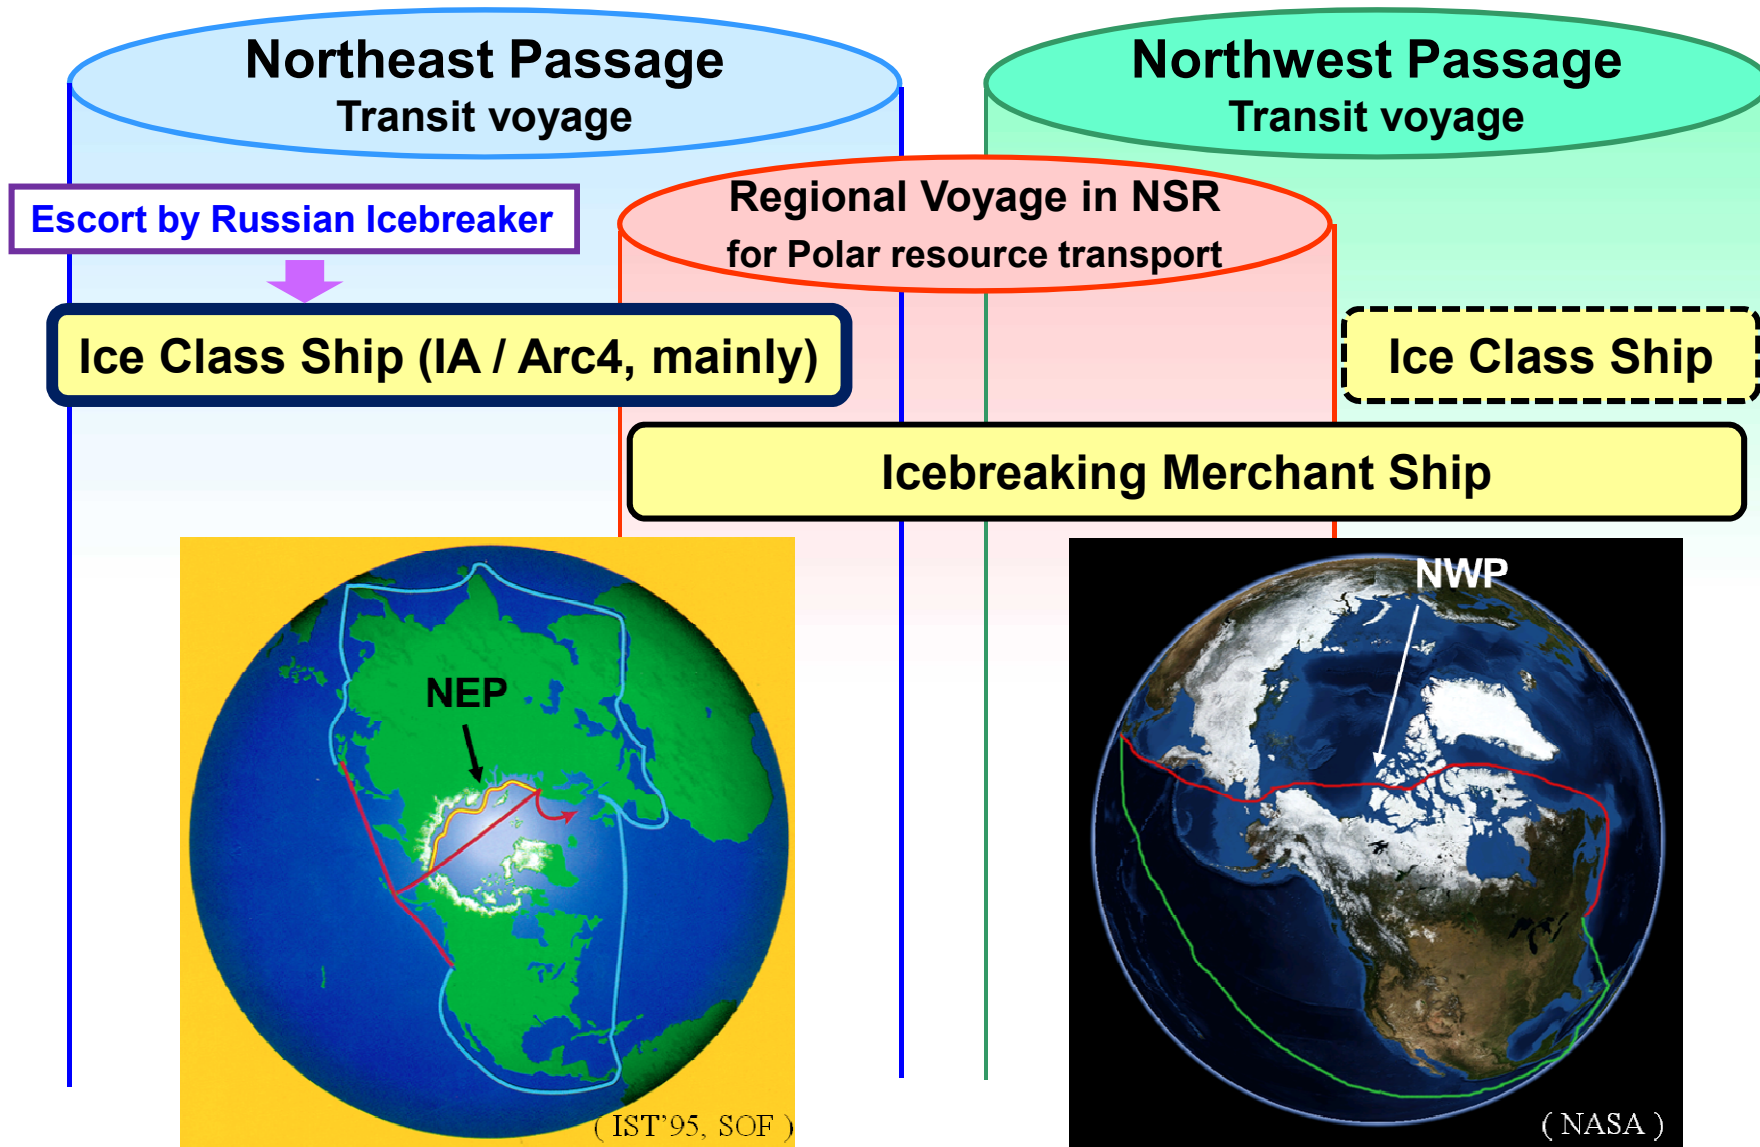 Northeast Passage
Transit voyage
Northwest Passage
Transit voyage
Regional Voyage in NSR
for Polar resource transport
Escort by Russian Icebreaker
Ice Class Ship (IA / Arc4, mainly)
Ice Class Ship
Icebreaking Merchant Ship
NEP
( IST'95, SOF )
NWP
( NASA )